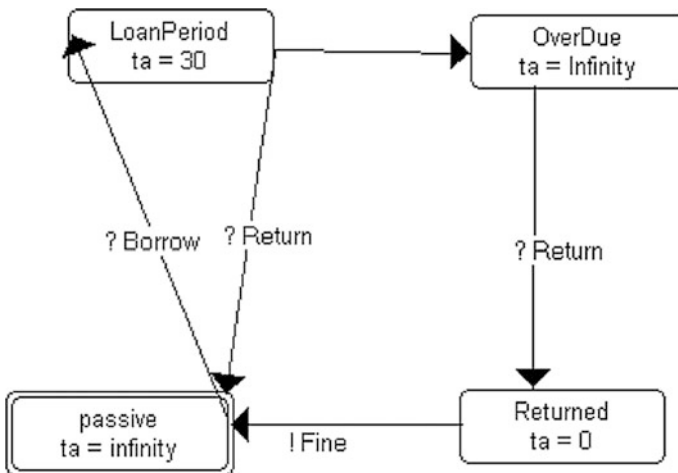 LoanPeriod
ta = 30
OverDue
ta = Infinity
? Borrow
? Return
? Return
passive
ta = infinity
! Fine
Returned
ta = 0